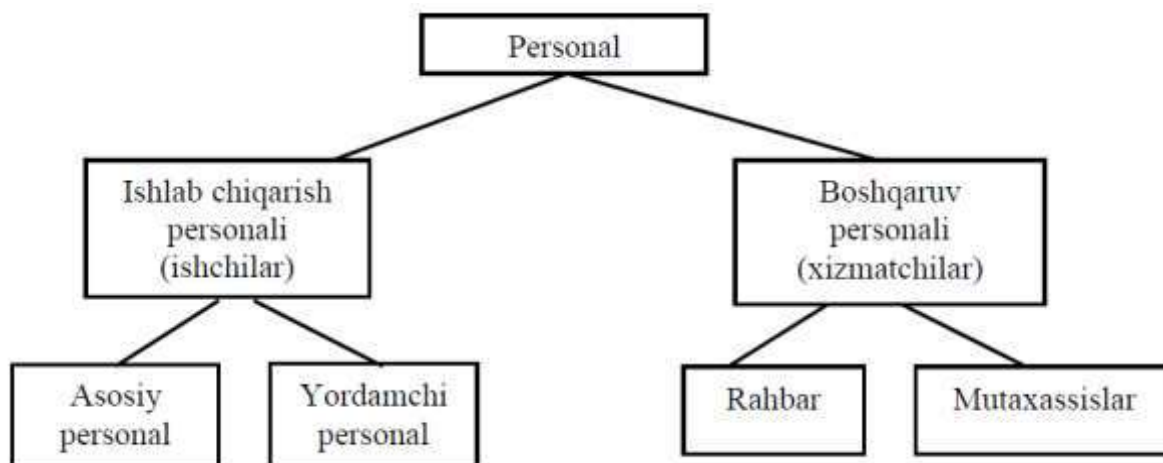 Personal
Ishlab chiqarish
personali
(ishchilar)
Boshqaruv
personali
(xizmatchilar)
Asosiy
personal
Yordamchi
personal
Rahbar
Mutaxassislar